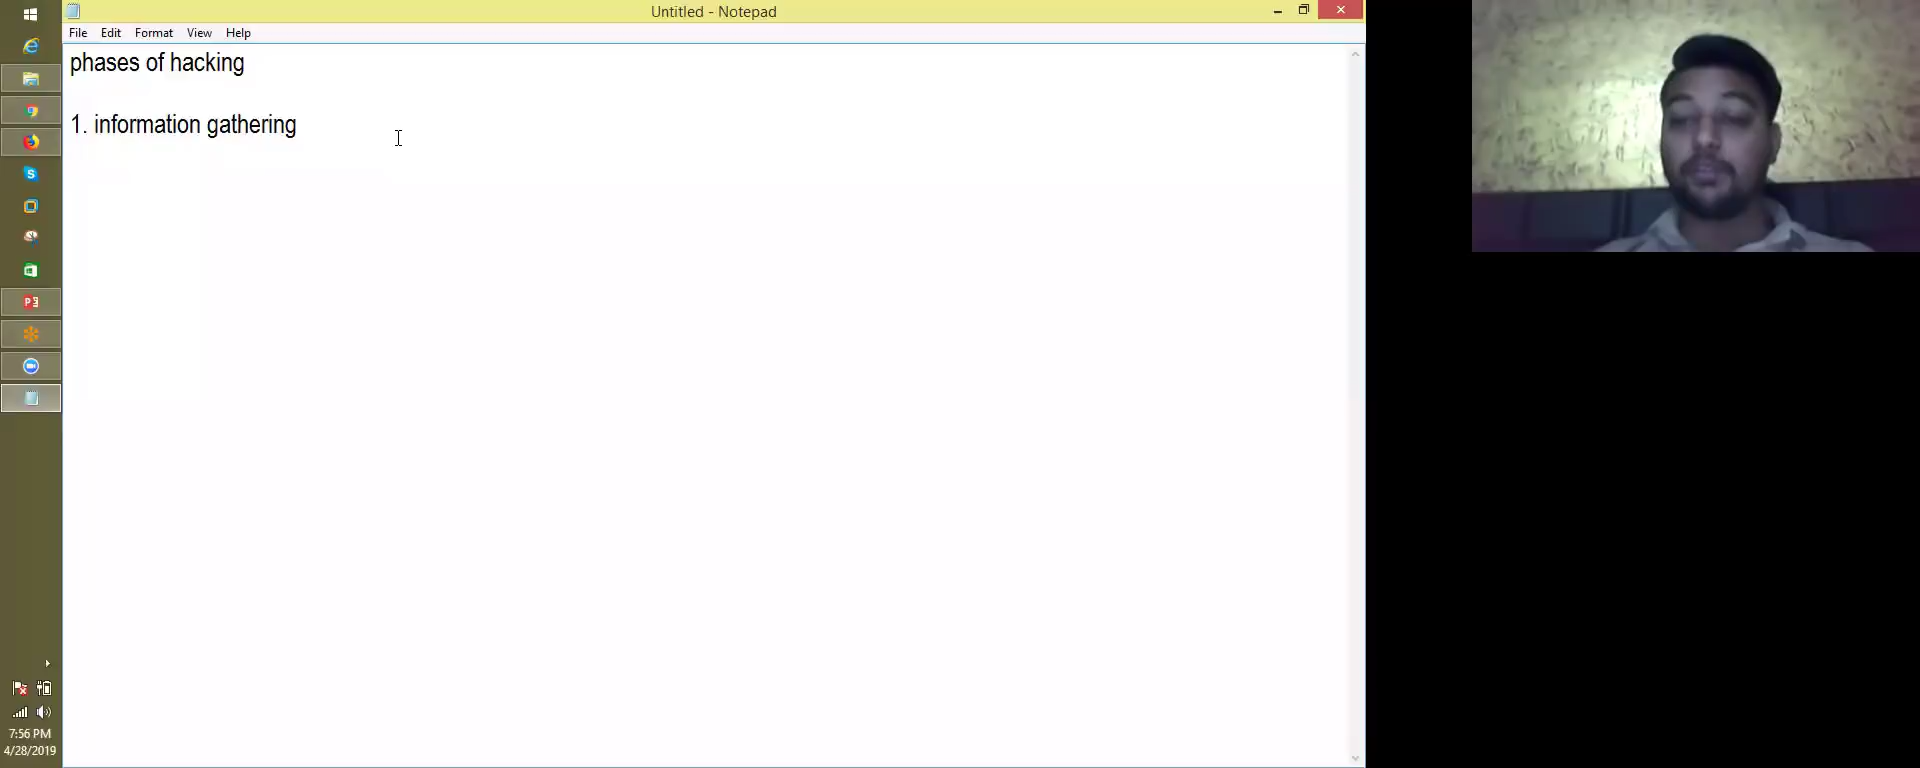 Untitled - Notepad
File Edit Format View Help
phases of hacking
1. information gathering
7:56 PM
4/28/2019